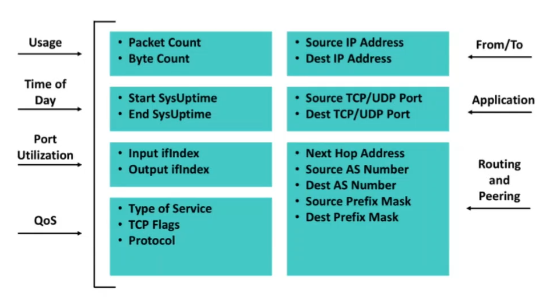 Usage
• Packet Count
• Byte Count
• Source IP Address
• Dest IP Address
From/To
Time of
Day
• Start SysUptime
• End SysUptime
• Source TCP/UDP Port
• Dest TCP/UDP Port
Application
Port
Utilization
• Input ifIndex
• Output ifIndex
• Next Hop Address
• Source AS Number
• Dest AS Number
• Source Prefix Mask
• Dest Prefix Mask
Routing
and
Peering
QoS
• Type of Service
• TCP Flags
• Protocol